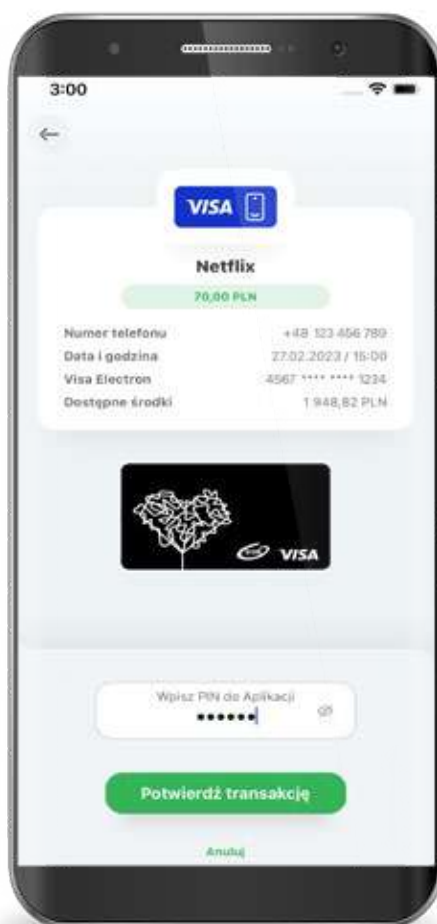 3:00
VISA
Netflix
70,00 PLN
Numer telefonu +48 123 456 789
Data i godzina 27.02.2023 / 15:00
Visa Electron 4567 **** **** 1234
Dostępne środki 1 948,82 PLN
VISA
Wpisz PIN do Aplikacji
••••••
Potwierdź transakcję
Anuluj